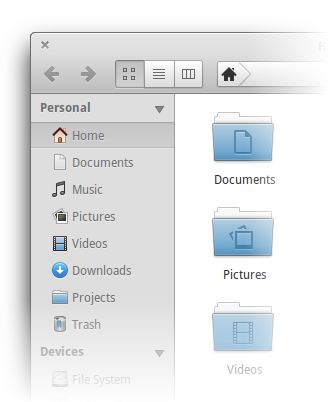 Personal
Home
Documents
Music
Pictures
Videos
Downloads
Projects
Trash
Devices
File System
Documents
Pictures
Videos